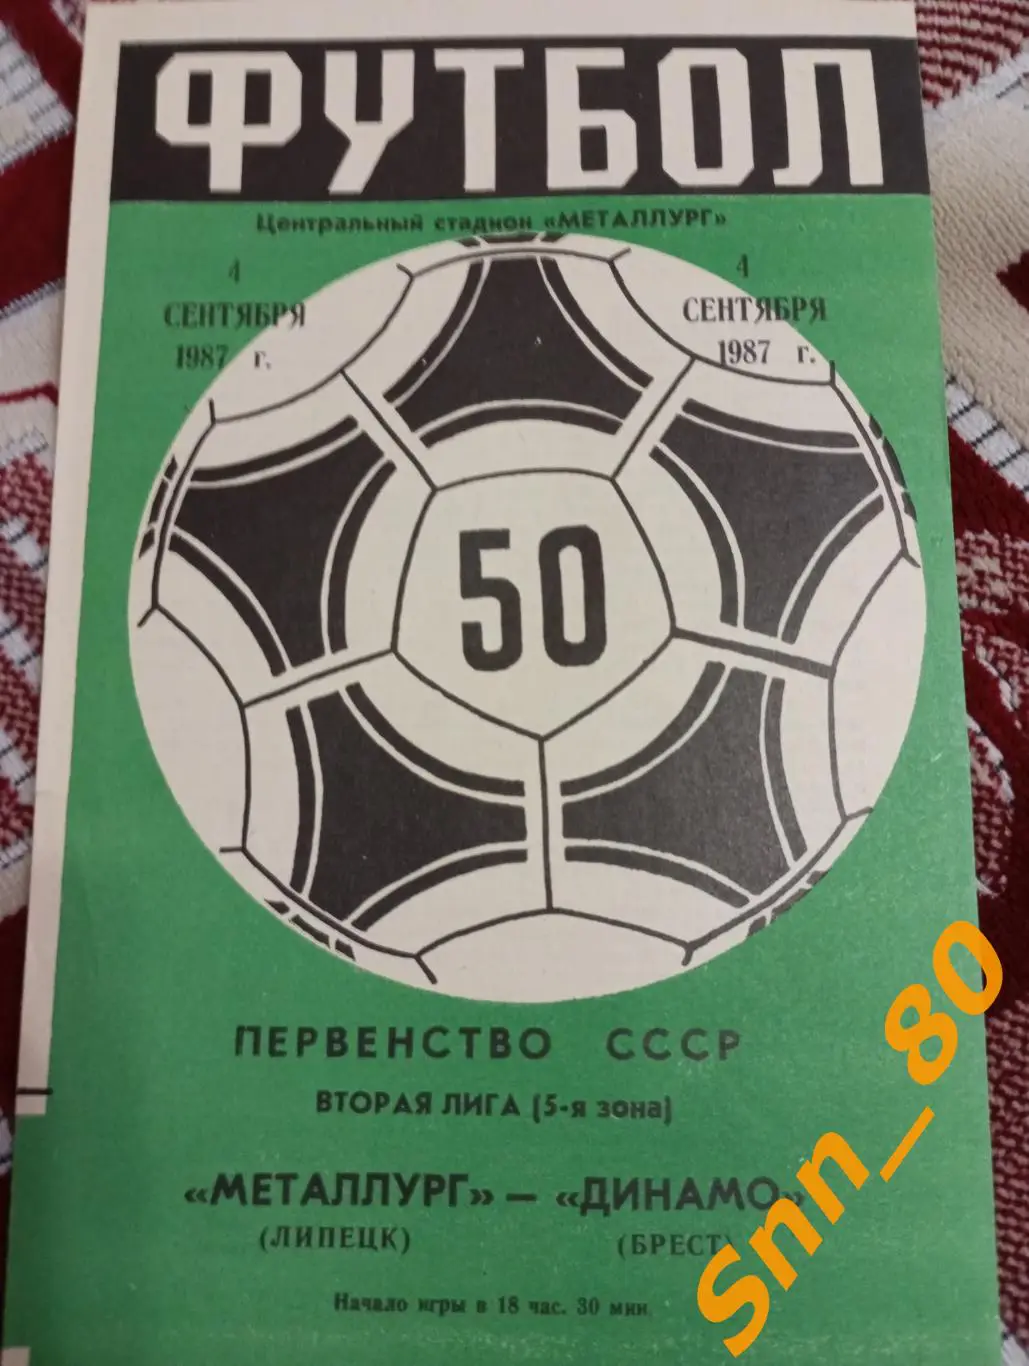 ФУТБОЛ
Центральный стадион «МЕТАЛЛУРГ»
4
СЕНТЯБРЯ
1987 г.
4
СЕНТЯБРЯ
1987 г.
50
ПЕРВЕНСТВО СССР
ВТОРАЯ ЛИГА (5-я зона)
«МЕТАЛЛУРГ» — «ДИНАМО»
(ЛИПЕЦК) (БРЕСТ)
Начало игры в 18 час. 30 мин.
Snn_80